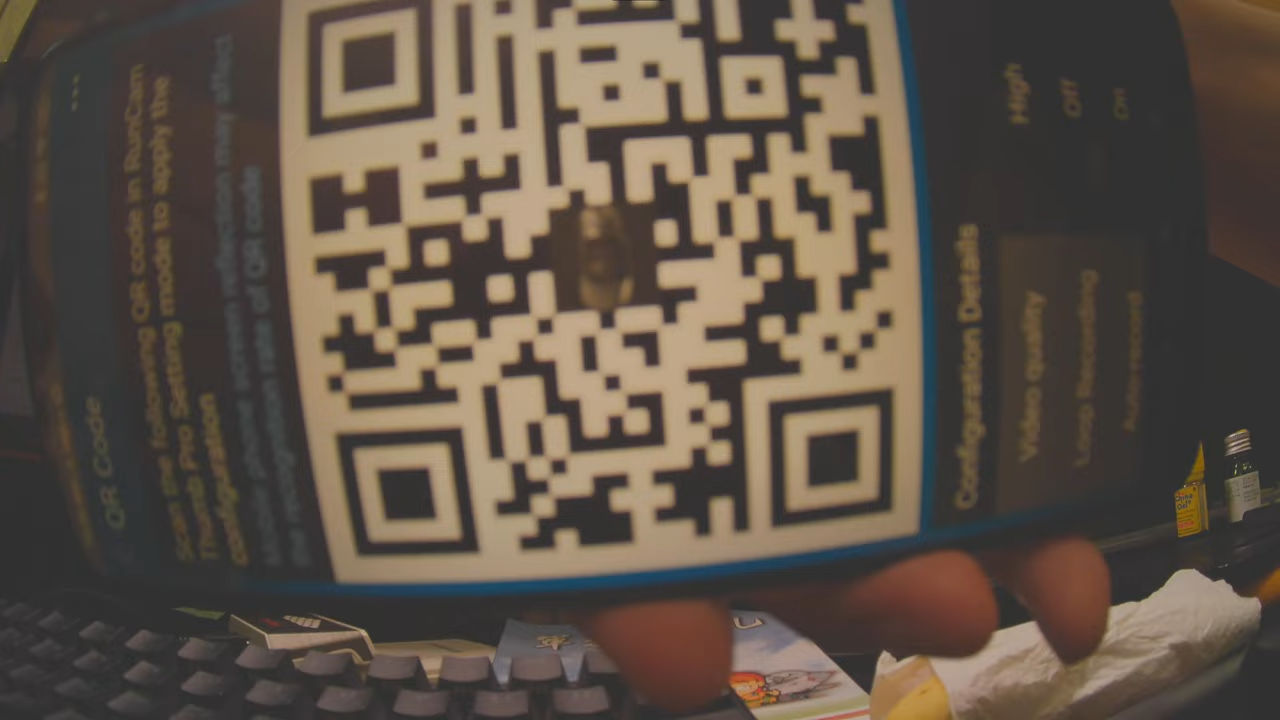 QR Code
Scan the following QR code in RunCam
Thumb Pro Setting mode to apply the
configuration
Mobile phone screen reflection may affect
the recognition rate of QR code
Configuration Details
Video quality High
Loop Recording Off
Autorecord On
China